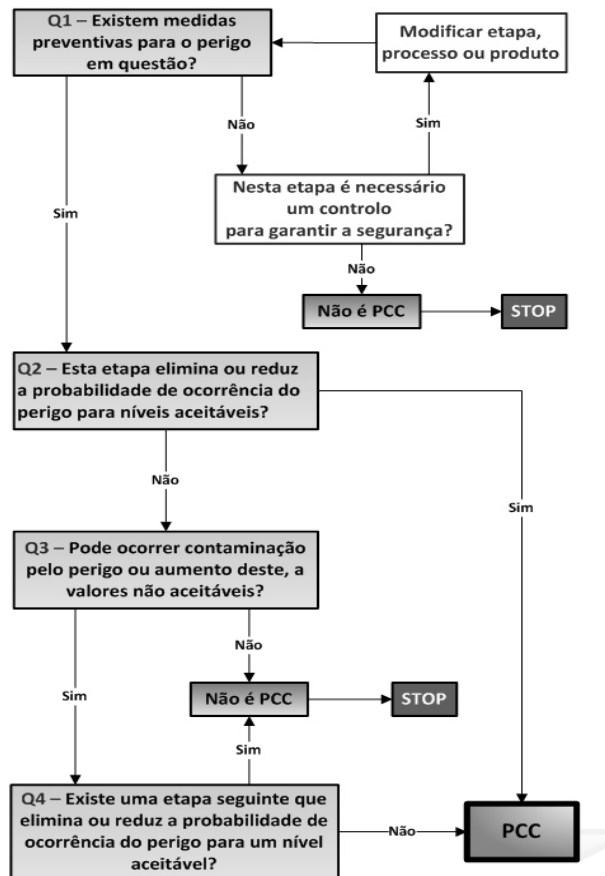 Q1 – Existem medidas
preventivas para o perigo
em questão?
Modificar etapa,
processo ou produto
Não
Sim
Nesta etapa é necessário
um controlo
para garantir a segurança?
Sim
Não
Não é PCC
STOP
Q2 – Esta etapa elimina ou reduz
a probabilidade de ocorrência do
perigo para níveis aceitáveis?
Não
Sim
Q3 – Pode ocorrer contaminação
pelo perigo ou aumento deste, a
valores não aceitáveis?
Não
Sim
Não é PCC
STOP
Sim
Q4 – Existe uma etapa seguinte que
elimina ou reduz a probabilidade de
ocorrência do perigo para um nível
aceitável?
Não
PCC